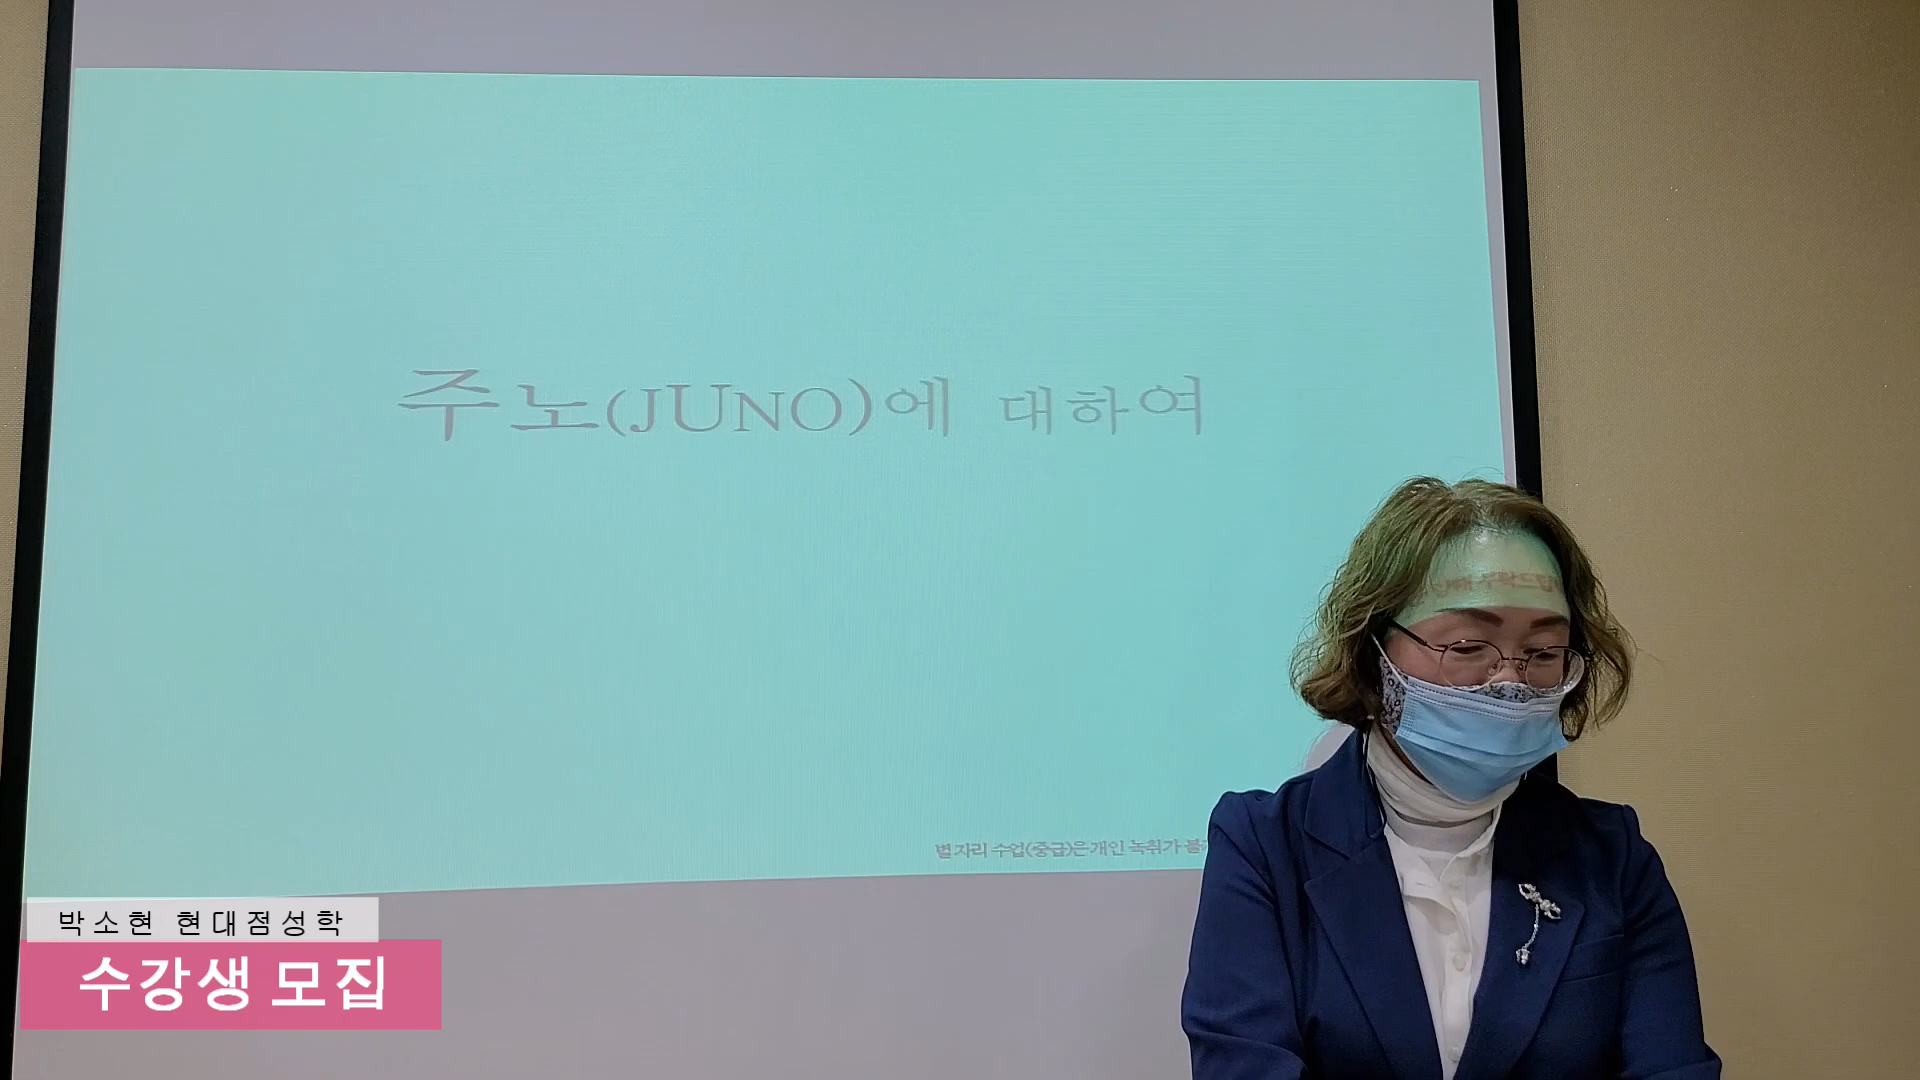 주노(JUNO)에 대하여
별자리 수업(중급)은 개인 녹취가
박소현 현대점성학
수강생 모집